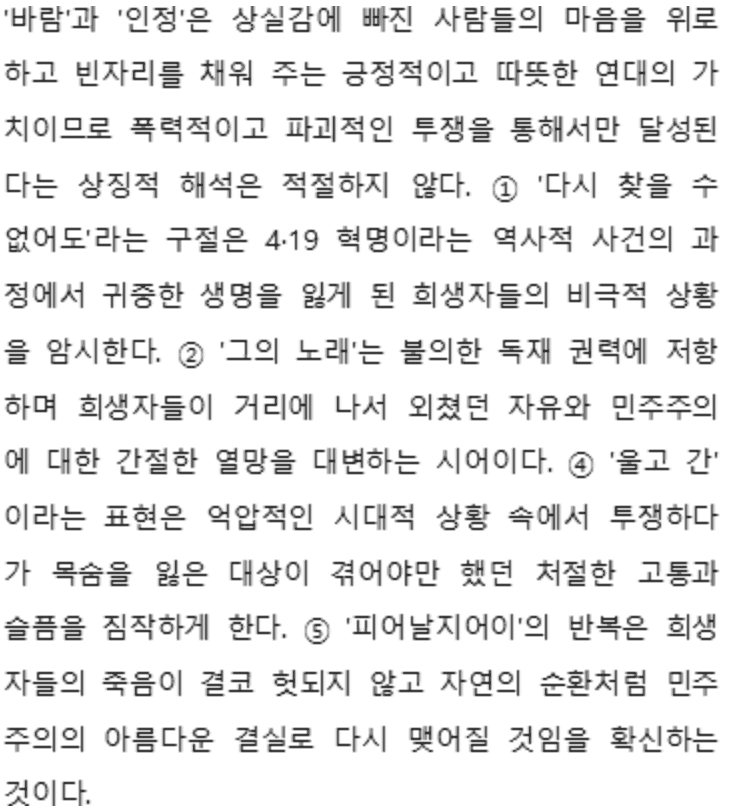 '바람'과 '인정'은 상실감에 빠진 사람들의 마음을 위로
하고 빈자리를 채워 주는 긍정적이고 따뜻한 연대의 가
치이므로 폭력적이고 파괴적인 투쟁을 통해서만 달성된
다는 상징적 해석은 적절하지 않다. ① '다시 찾을 수
없어도'라는 구절은 4·19 혁명이라는 역사적 사건의 과
정에서 귀중한 생명을 잃게 된 희생자들의 비극적 상황
을 암시한다. ② '그의 노래'는 불의한 독재 권력에 저항
하며 희생자들이 거리에 나서 외쳤던 자유와 민주주의
에 대한 간절한 열망을 대변하는 시어이다. ④ '울고 간'
이라는 표현은 억압적인 시대적 상황 속에서 투쟁하다
가 목숨을 잃은 대상이 겪어야만 했던 처절한 고통과
슬픔을 짐작하게 한다. ⑤ '피어날지어이'의 반복은 희생
자들의 죽음이 결코 헛되지 않고 자연의 순환처럼 민주
주의의 아름다운 결실로 다시 맺어질 것임을 확신하는
것이다.